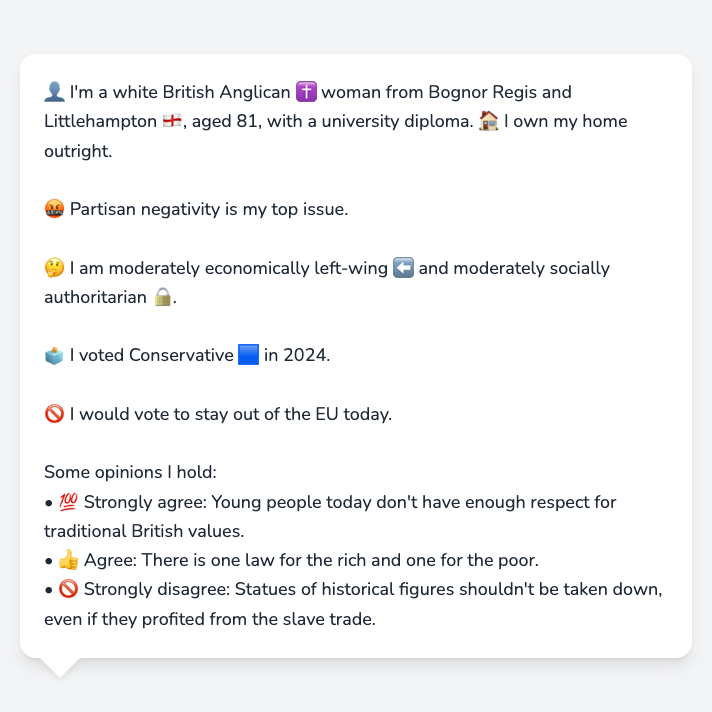 👤 I'm a white British Anglican ✝️ woman from Bognor Regis and
Littlehampton 🏴󠁧󠁢󠁥󠁮󠁧󠁿, aged 81, with a university diploma. 🏠 I own my home
outright.
🤬 Partisan negativity is my top issue.
🤔 I am moderately economically left-wing ⬅️ and moderately socially
authoritarian 🔒.
🗳️ I voted Conservative 🟦 in 2024.
🚫 I would vote to stay out of the EU today.
Some opinions I hold:
• 💯 Strongly agree: Young people today don't have enough respect for
traditional British values.
• 👍 Agree: There is one law for the rich and one for the poor.
• 🚫 Strongly disagree: Statues of historical figures shouldn't be taken down,
even if they profited from the slave trade.